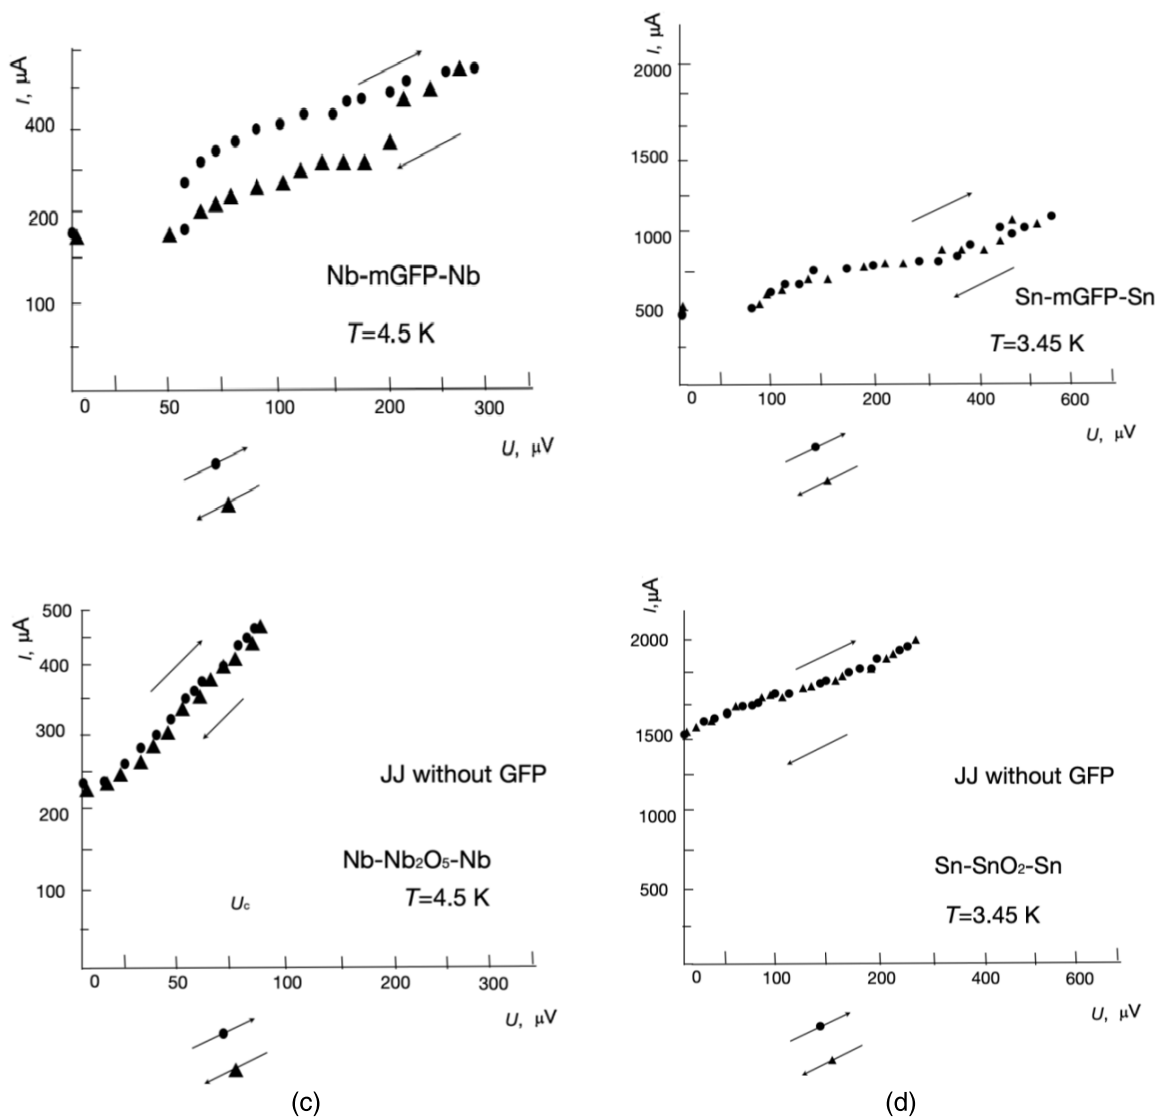 I, μA
400
200
100
Nb-mGFP-Nb
T=4.5 K
0 50 100 200 300
U, μV
I, μA
2000
1500
1000
500
Sn-mGFP-Sn
T=3.45 K
0 100 200 400 600
U, μV
I, μA
500
400
300
200
100
JJ without GFP
Nb-Nb₂O₅-Nb
T=4.5 K
Uc
0 50 100 200 300
U, μV
(c)
I, μA
2000
1500
1000
500
JJ without GFP
Sn-SnO₂-Sn
T=3.45 K
0 100 200 400 600
U, μV
(d)